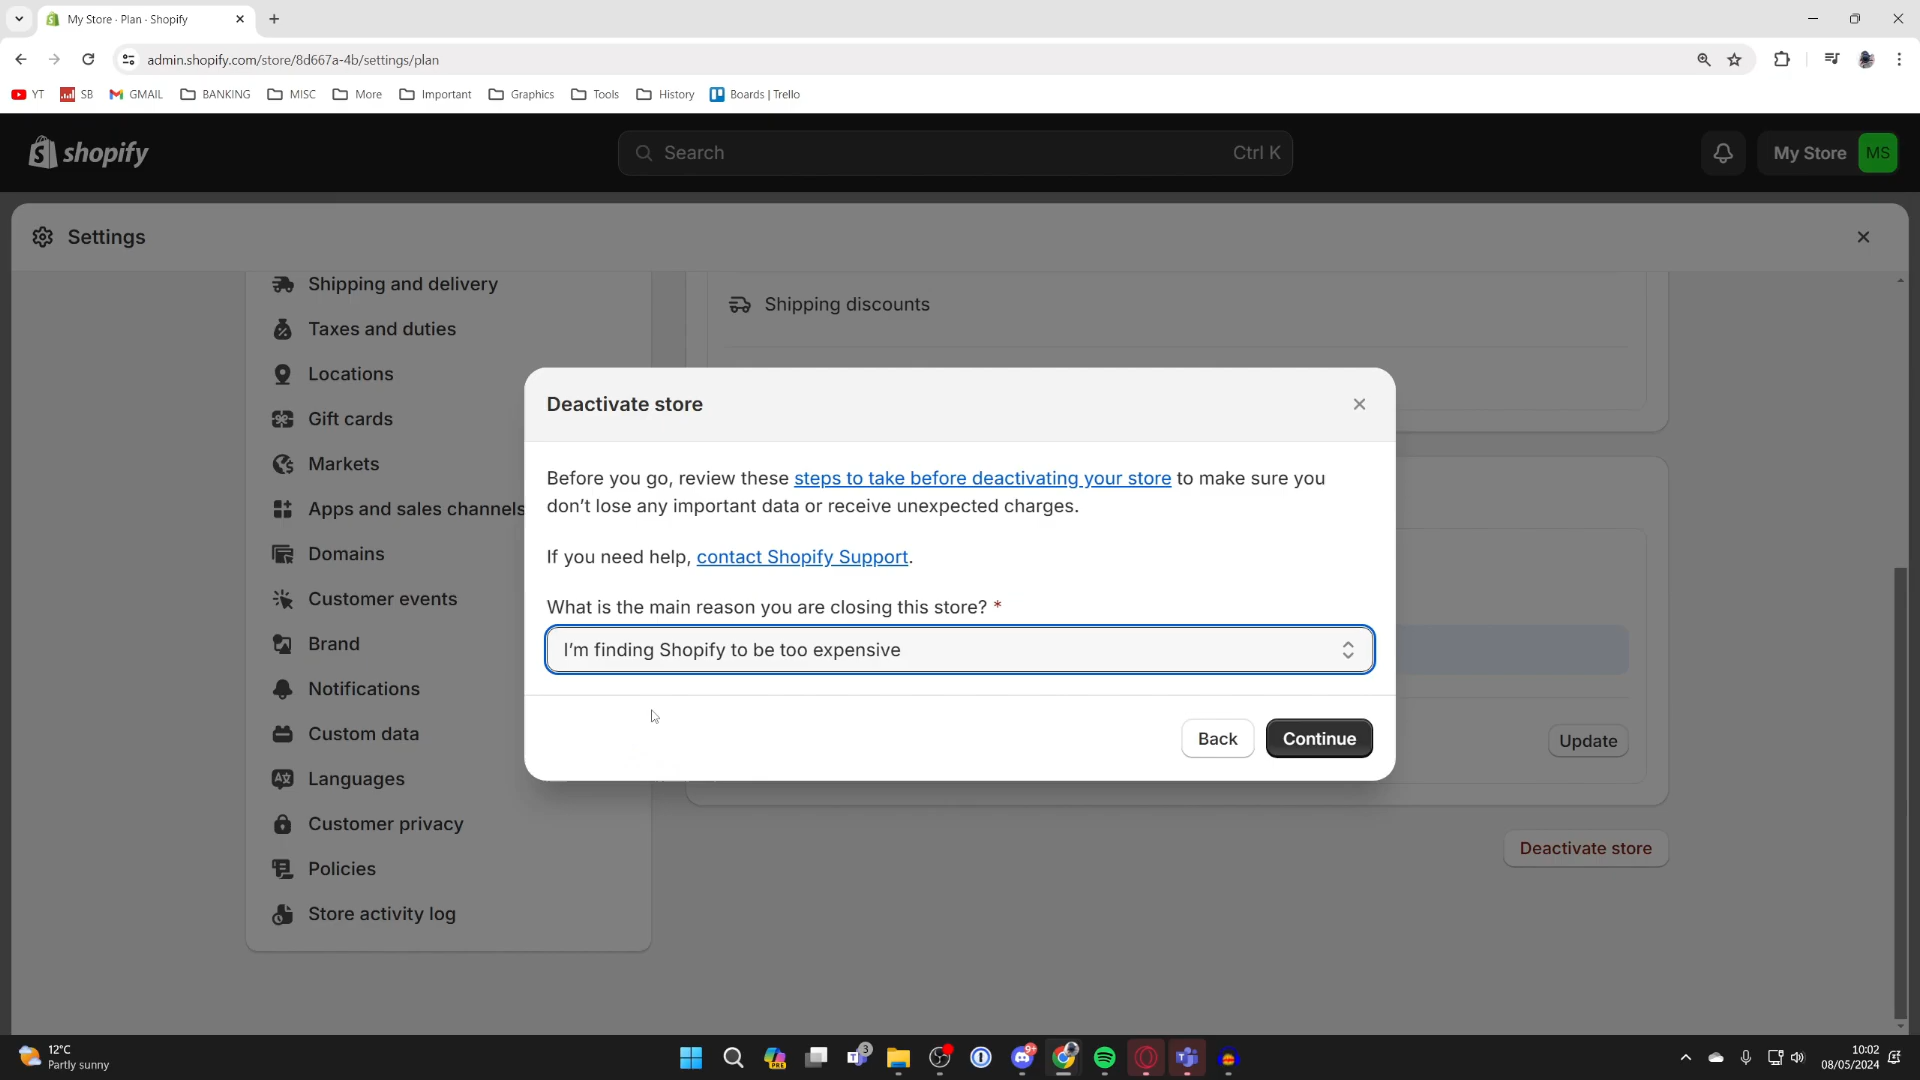 My Store · Plan · Shopify
admin.shopify.com/store/8d667a-4b/settings/plan
YT
SB
GMAIL
BANKING
MISC
More
Important
Graphics
Tools
History
Boards | Trello
shopify
Search
Ctrl K
My Store
MS
Settings
Shipping and delivery
Taxes and duties
Locations
Gift cards
Markets
Apps and sales channels
Domains
Customer events
Brand
Notifications
Custom data
Languages
Customer privacy
Policies
Store activity log
Shipping discounts
Deactivate store
Before you go, review these steps to take before deactivating your store to make sure you
don’t lose any important data or receive unexpected charges.
If you need help, contact Shopify Support.
What is the main reason you are closing this store? *
I’m finding Shopify to be too expensive
Back
Continue
Update
Deactivate store
12°C
Partly sunny
PRE
3
9+
10:02
08/05/2024